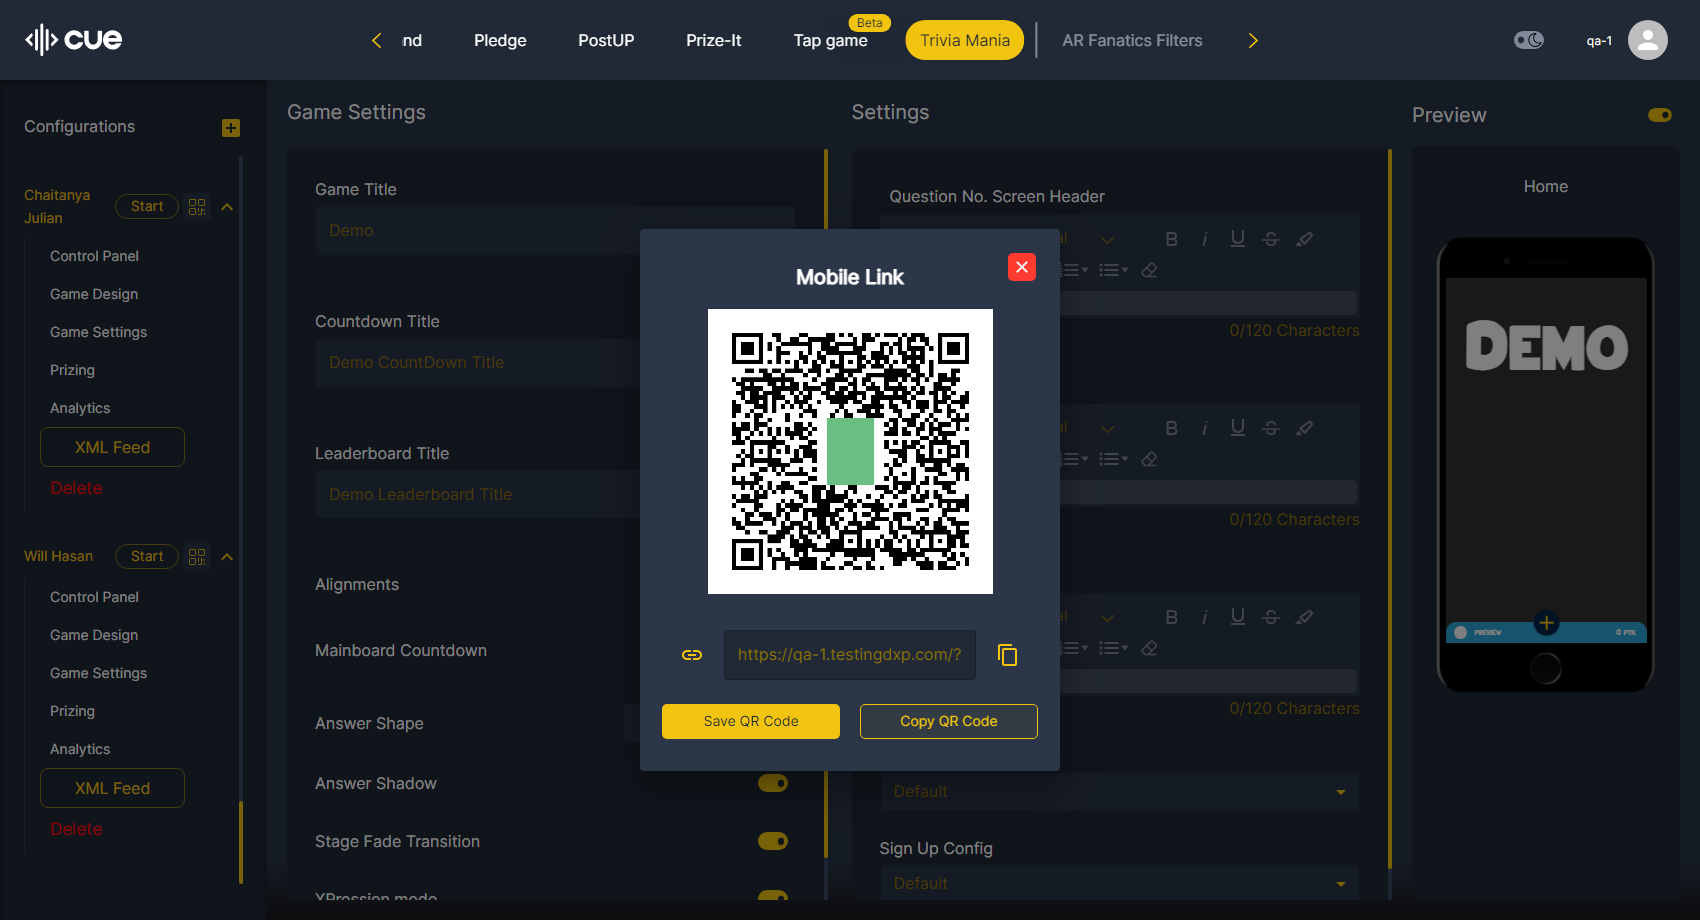 cue
nd
Pledge
PostUP
Prize-It
Tap game
Beta
Trivia Mania
AR Fanatics Filters
qa-1
Configurations
Chaitanya
Julian
Start
Control Panel
Game Design
Game Settings
Prizing
Analytics
XML Feed
Delete
Will Hasan
Start
Control Panel
Game Design
Game Settings
Prizing
Analytics
XML Feed
Delete
Game Settings
Game Title
Demo
Countdown Title
Demo CountDown Title
Leaderboard Title
Demo Leaderboard Title
Alignments
Mainboard Countdown
Answer Shape
Answer Shadow
Stage Fade Transition
XPression mode
Mobile Link
https://qa-1.testingdxp.com/?
Save QR Code
Copy QR Code
Settings
Question No. Screen Header
al
B i U S
0/120 Characters
al
B i U S
0/120 Characters
al
B i U S
0/120 Characters
Default
Sign Up Config
Default
Preview
Home
DEMO
PREVIEW
0 PTS.